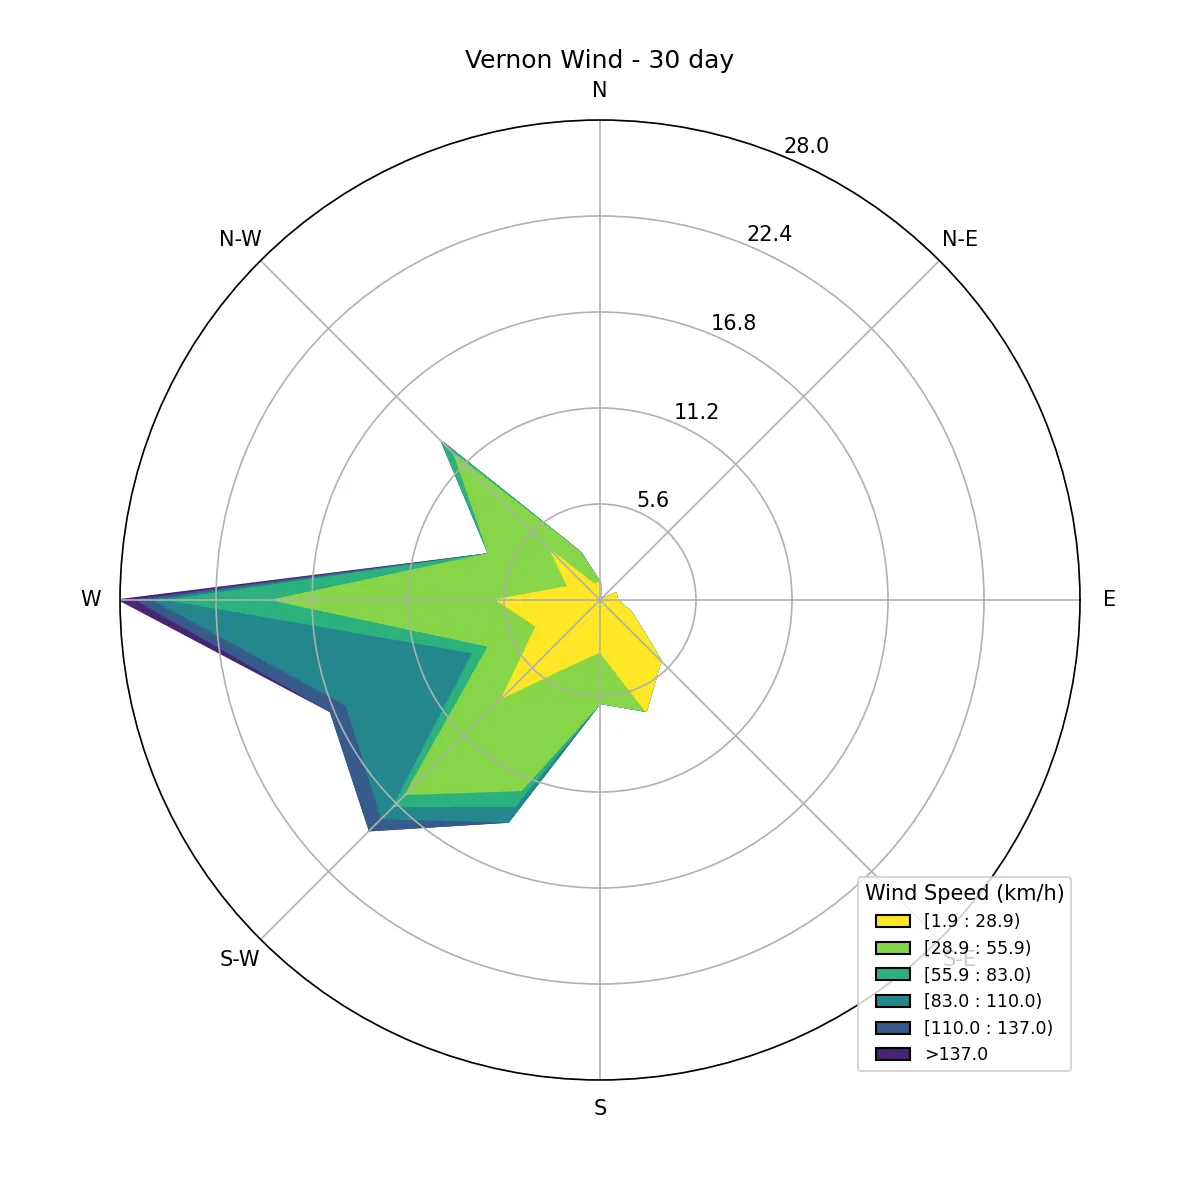 Vernon Wind - 30 day
N
28.0
22.4
N-W
N-E
16.8
11.2
5.6
W
E
Wind Speed (km/h)
[1.9 : 28.9)
[28.9 : 55.9)
S-W
S-E
[55.9 : 83.0)
[83.0 : 110.0)
[110.0 : 137.0)
>137.0
S